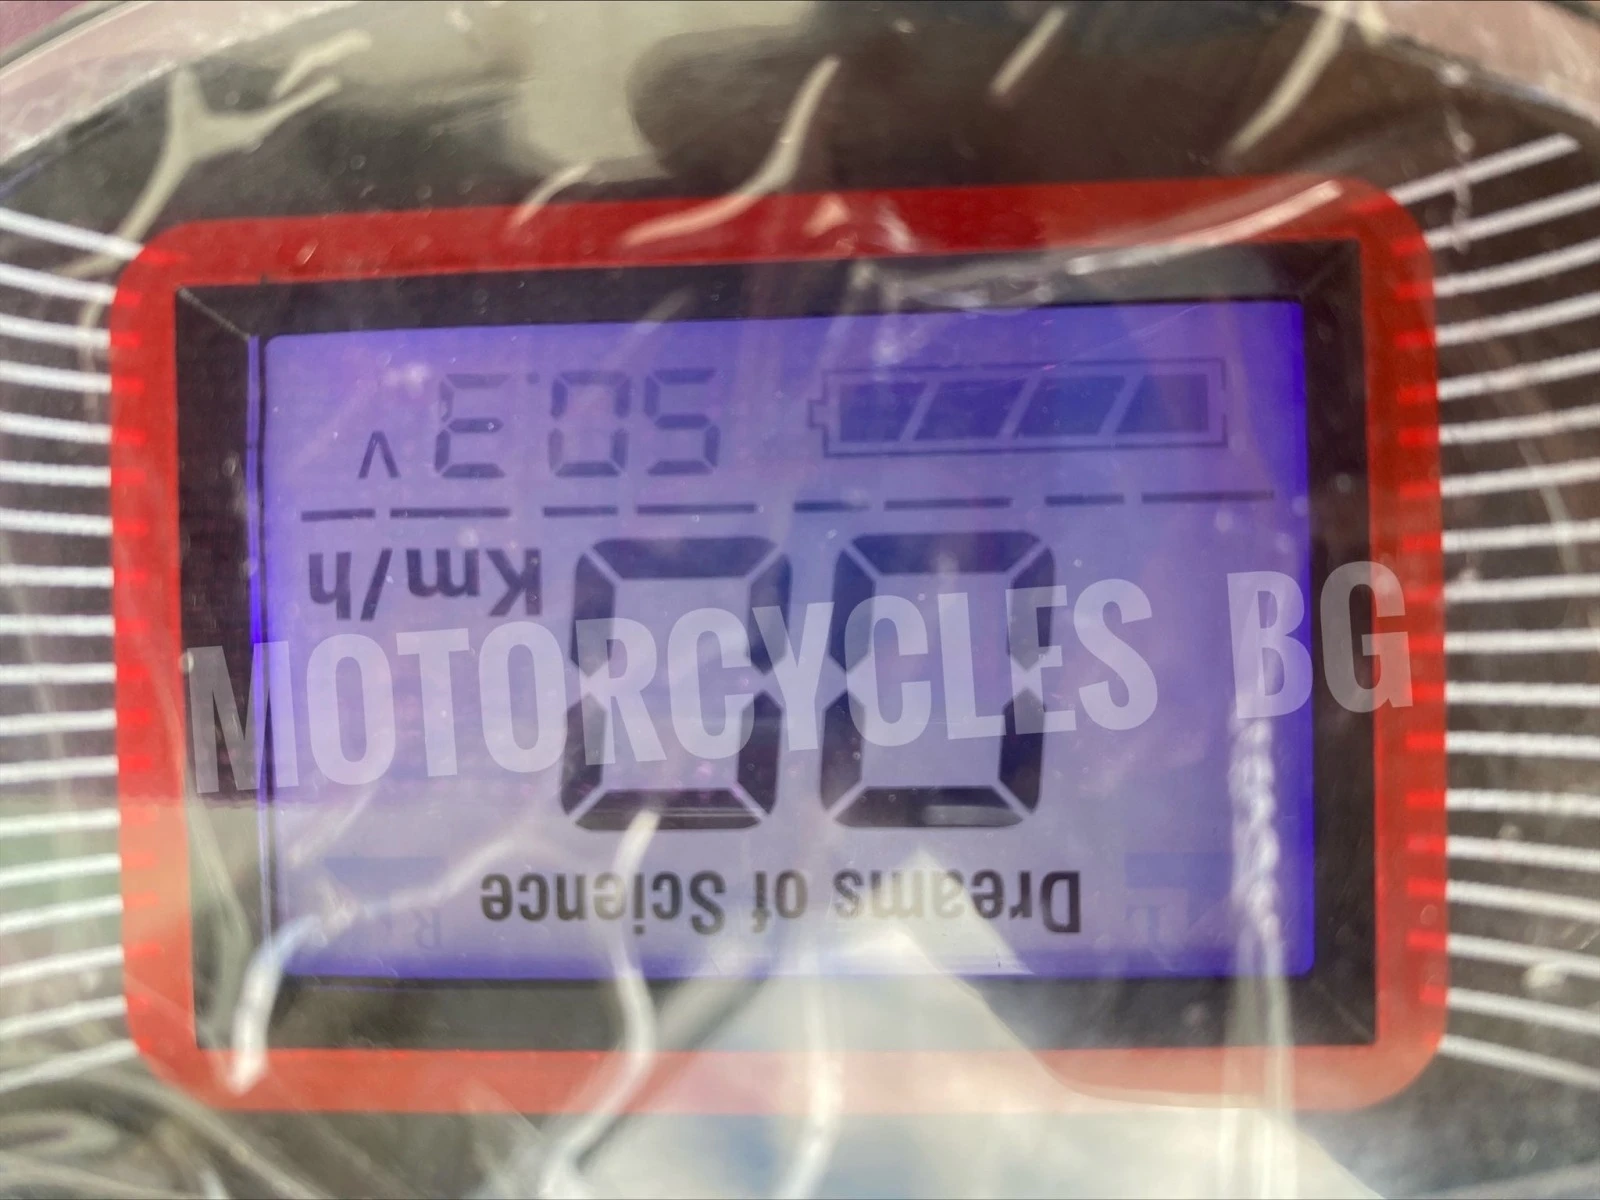 Dreams of Science
00 Km/h
50.3 V
MOTORCYCLES BG